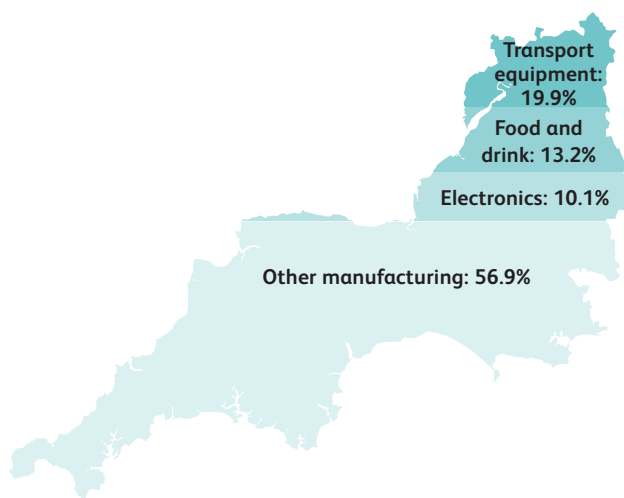 Transport
equipment:
19.9%
Food and
drink: 13.2%
Electronics: 10.1%
Other manufacturing: 56.9%